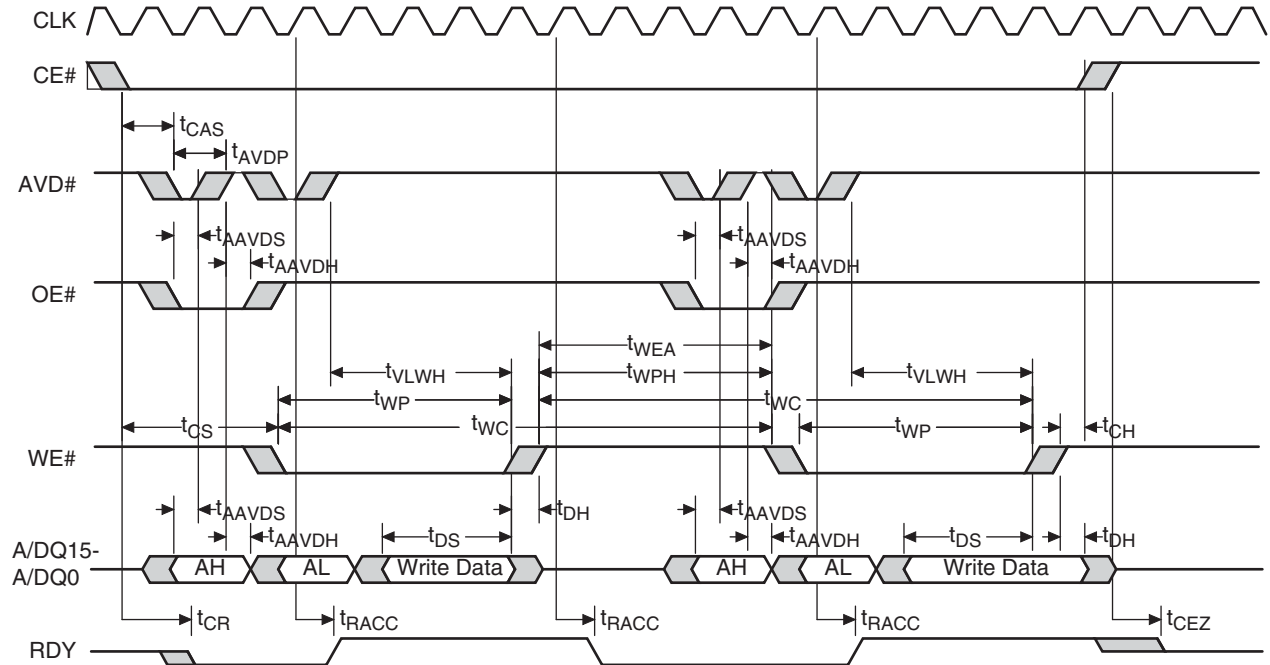 CLK
CE#
tCAS
tAVDP
AVD#
tAAVDS tAAVDS
tAAVDH tAAVDH
OE#
tWEA
tVLWH tWPH tVLWH
tWP tWC
tCS tWC tWP tCH
WE#
tAAVDS tDH tAAVDS
tAAVDH tDS tAAVDH tDS tDH
A/DQ15-
A/DQ0
AH AL Write Data AH AL Write Data
tCR tRACC tRACC tRACC tCEZ
RDY